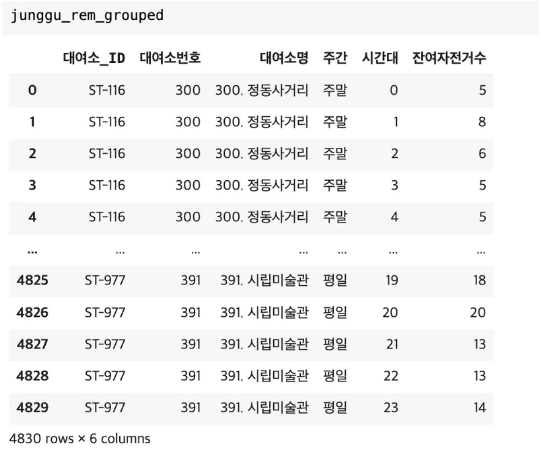 junggu_rem_grouped
대여소_ID 대여소번호 대여소명 주간 시간대 잔여자전거수
0 ST-116 300 300. 정동사거리 주말 0 5
1 ST-116 300 300. 정동사거리 주말 1 8
2 ST-116 300 300. 정동사거리 주말 2 6
3 ST-116 300 300. 정동사거리 주말 3 5
4 ST-116 300 300. 정동사거리 주말 4 5
... ... ... ... ... ... ...
4825 ST-977 391 391. 시립미술관 평일 19 18
4826 ST-977 391 391. 시립미술관 평일 20 20
4827 ST-977 391 391. 시립미술관 평일 21 13
4828 ST-977 391 391. 시립미술관 평일 22 13
4829 ST-977 391 391. 시립미술관 평일 23 14
4830 rows × 6 columns